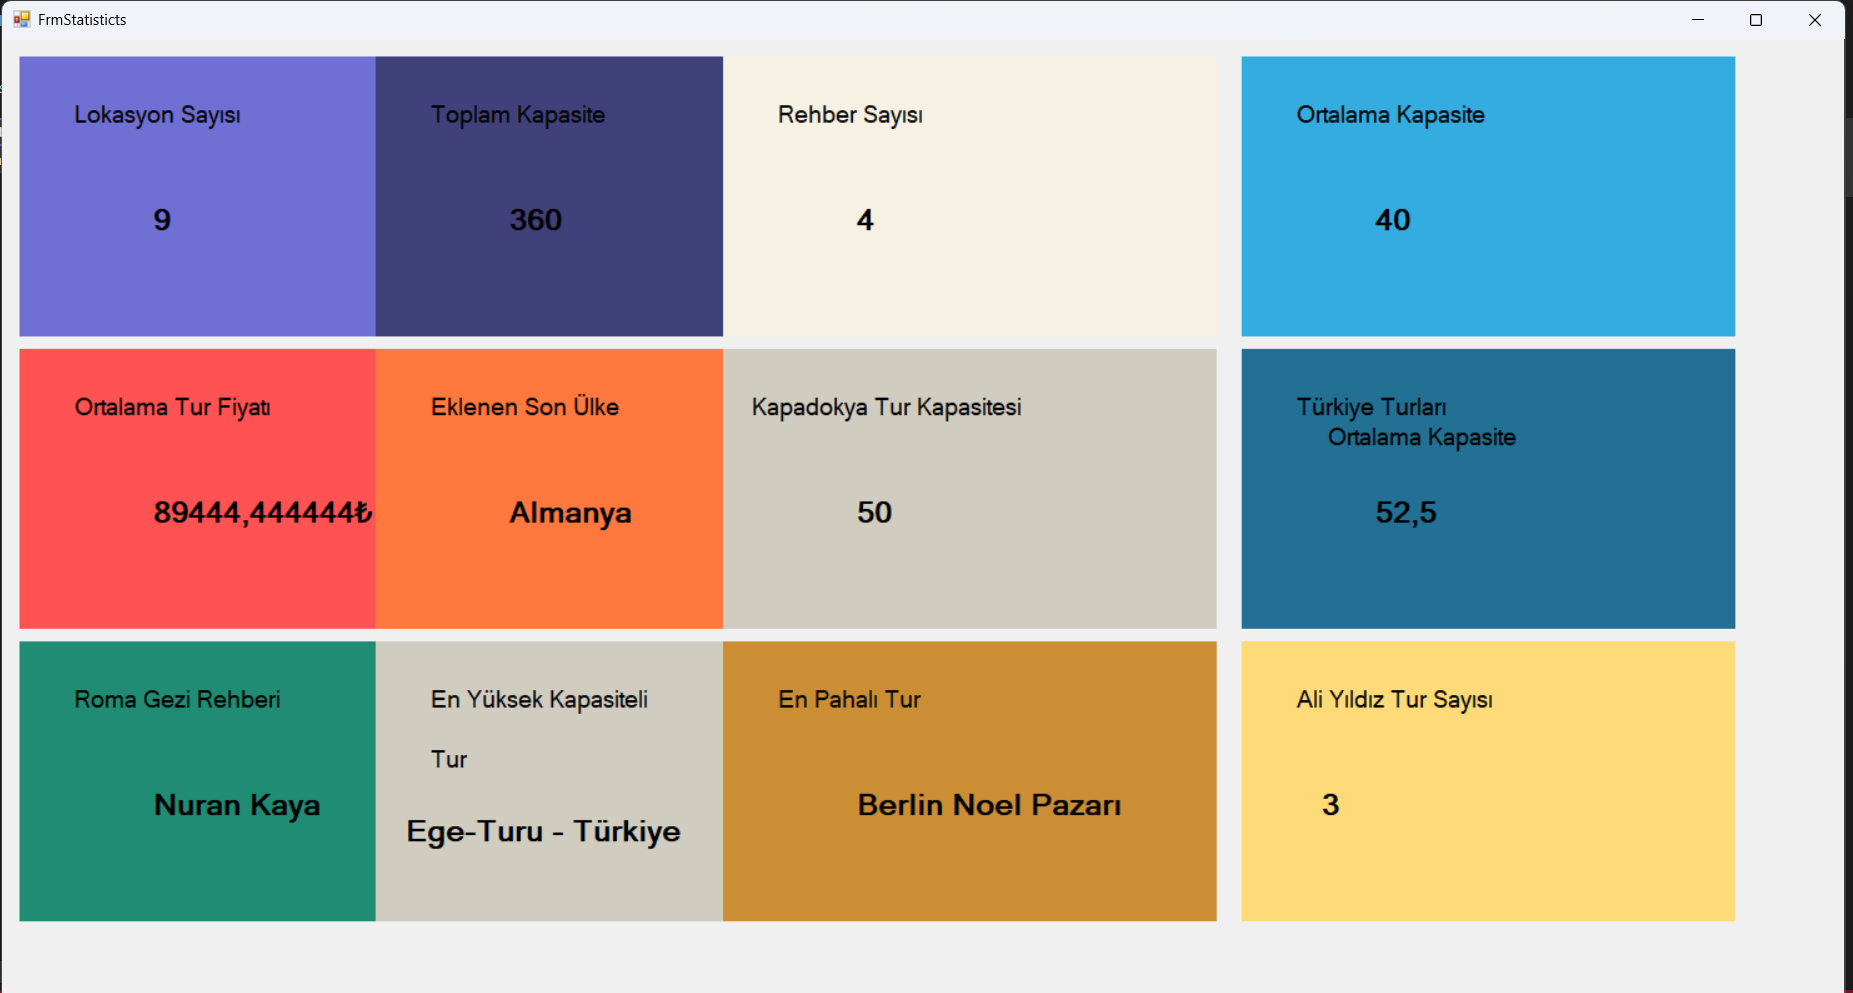 FrmStatisticts
Lokasyon Sayısı
9
Toplam Kapasite
360
Rehber Sayısı
4
Ortalama Kapasite
40
Ortalama Tur Fiyatı
89444,444444₺
Eklenen Son Ülke
Almanya
Kapadokya Tur Kapasitesi
50
Türkiye Turları
Ortalama Kapasite
52,5
Roma Gezi Rehberi
Nuran Kaya
En Yüksek Kapasiteli
Tur
Ege-Turu - Türkiye
En Pahalı Tur
Berlin Noel Pazarı
Ali Yıldız Tur Sayısı
3